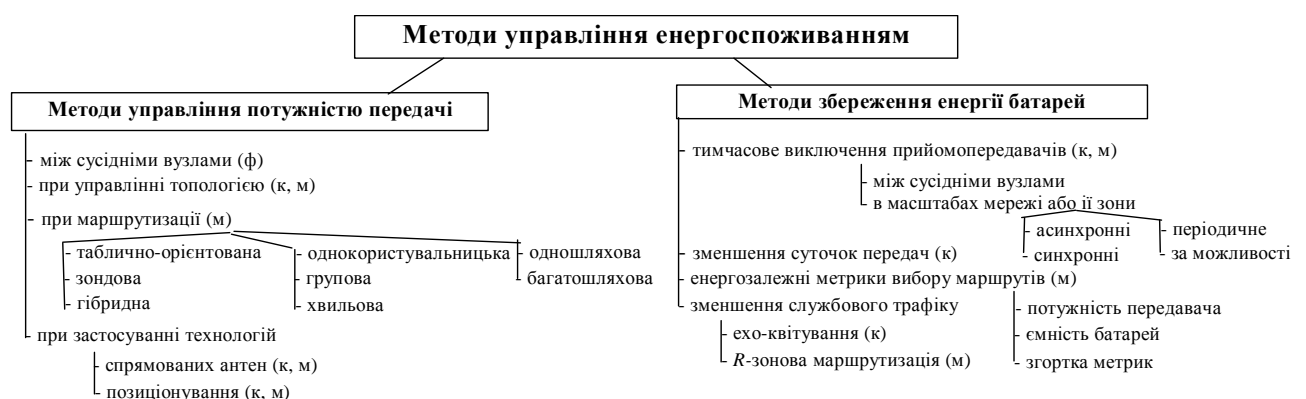 Методи управління енергоспоживанням
Методи управління потужністю передачі
- між сусідніми вузлами (ф)
- при управлінні топологією (к, м)
- при маршрутизації (м)
- таблично-орієнтована
- зондова
- гібридна
- однокористувальницька
- групова
- хвильова
- одношляхова
- багатошляхова
- при застосуванні технологій
- спрямованих антен (к, м)
- позиціонування (к, м)
Методи збереження енергії батарей
- тимчасове виключення прийомопередавачів (к, м)
- між сусідніми вузлами
- в масштабах мережі або ії зони
- асинхронні
- синхронні
- періодичне
- за можливості
- зменшення суточок передач (к)
- енергозалежні метрики вибору маршрутів (м)
- потужність передавача
- ємність батарей
- згортка метрик
- зменшення службового трафіку
- ехо-квітування (к)
- R-зонова маршрутизація (м)